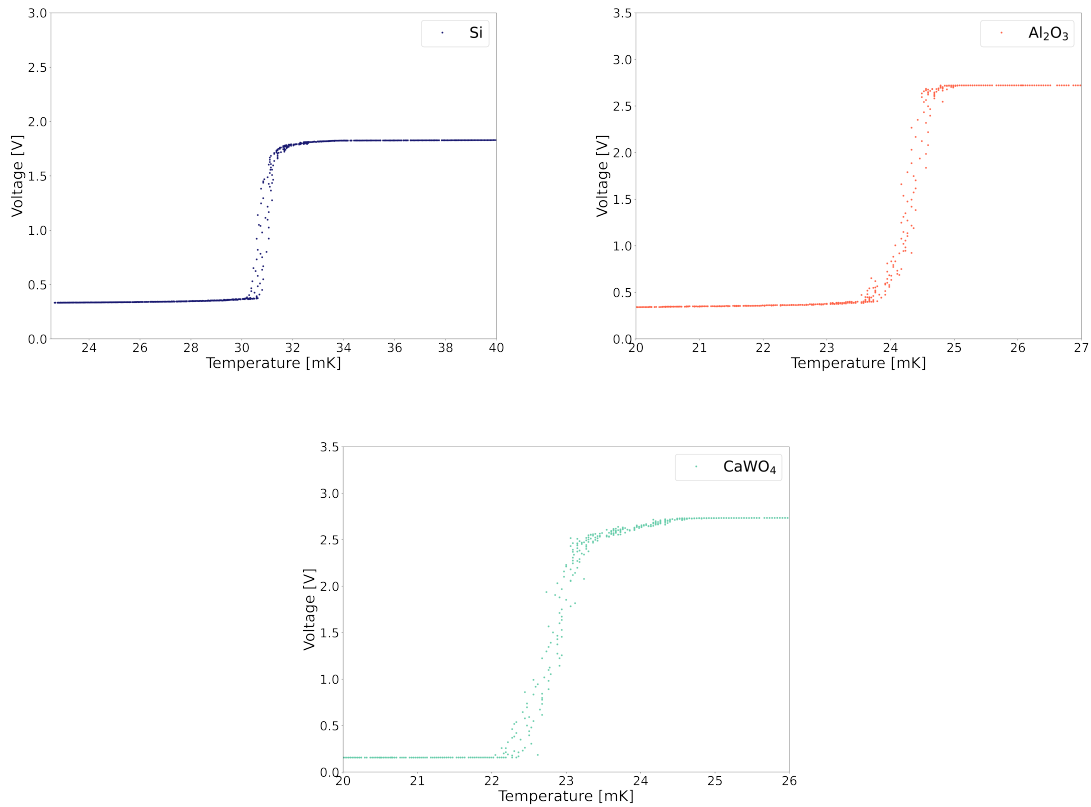 3.0
2.5
2.0
1.5
1.0
0.5
0.0
Voltage [V]
Si
24 26 28 30 32 34 36 38 40
Temperature [mK]
3.5
3.0
2.5
2.0
1.5
1.0
0.5
0.0
Voltage [V]
Al₂O₃
20 21 22 23 24 25 26 27
Temperature [mK]
3.5
3.0
2.5
2.0
1.5
1.0
0.5
0.0
Voltage [V]
CaWO₄
20 21 22 23 24 25 26
Temperature [mK]